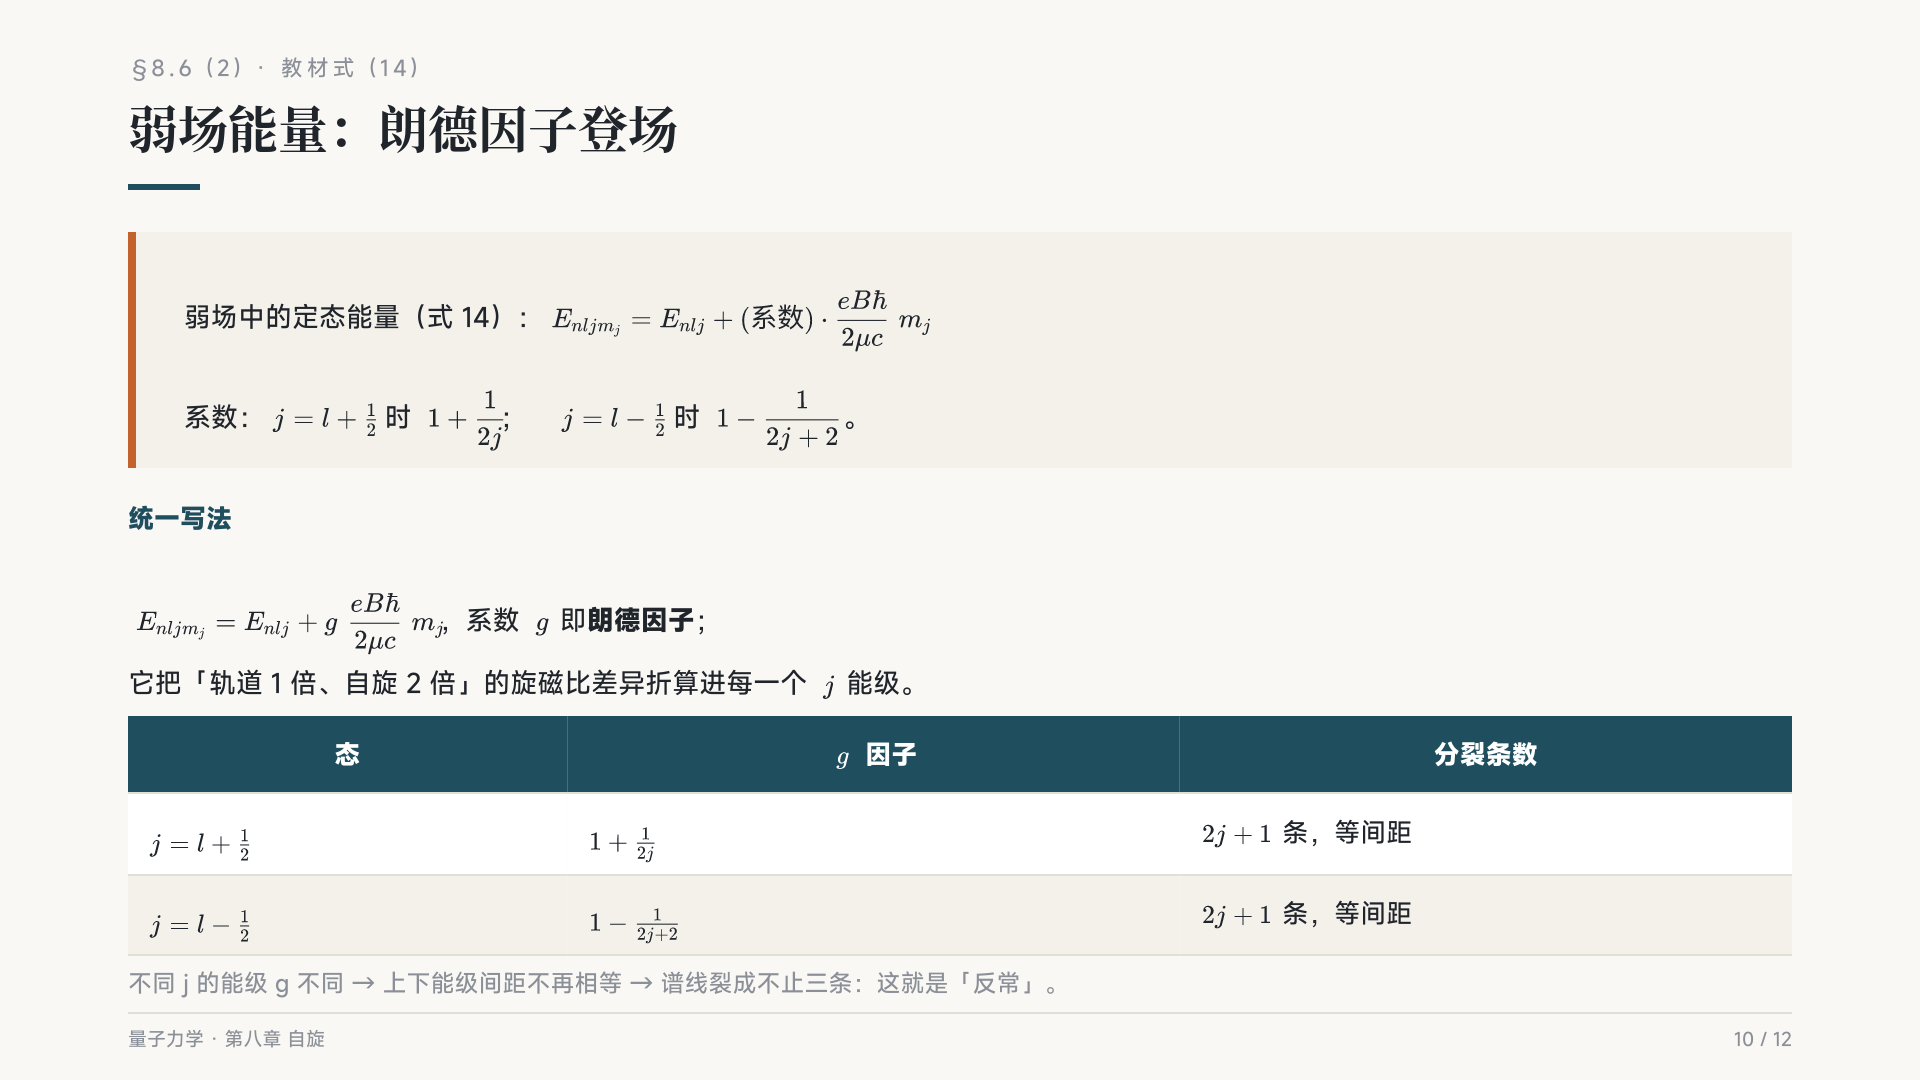 §8.6（2）· 教材式（14）
弱场能量：朗德因子登场
弱场中的定态能量（式 14）： $E_{nljm_j} = E_{nlj} + (系数) \cdot \dfrac{eB\hbar}{2\mu c} \, m_j$
系数： $j = l + \frac{1}{2}$ 时 $1 + \dfrac{1}{2j}$; $j = l - \frac{1}{2}$ 时 $1 - \dfrac{1}{2j+2}$。
统一写法
$E_{nljm_j} = E_{nlj} + g \, \dfrac{eB\hbar}{2\mu c} \, m_j$，系数 $g$ 即朗德因子；
它把「轨道 1 倍、自旋 2 倍」的旋磁比差异折算进每一个 $j$ 能级。
态 $g$ 因子 分裂条数
$j = l + \frac{1}{2}$ $1 + \frac{1}{2j}$ $2j + 1$ 条，等间距
$j = l - \frac{1}{2}$ $1 - \frac{1}{2j+2}$ $2j + 1$ 条，等间距
不同 j 的能级 g 不同 → 上下能级间距不再相等 → 谱线裂成不止三条：这就是「反常」。
量子力学 · 第八章 自旋
10 / 12